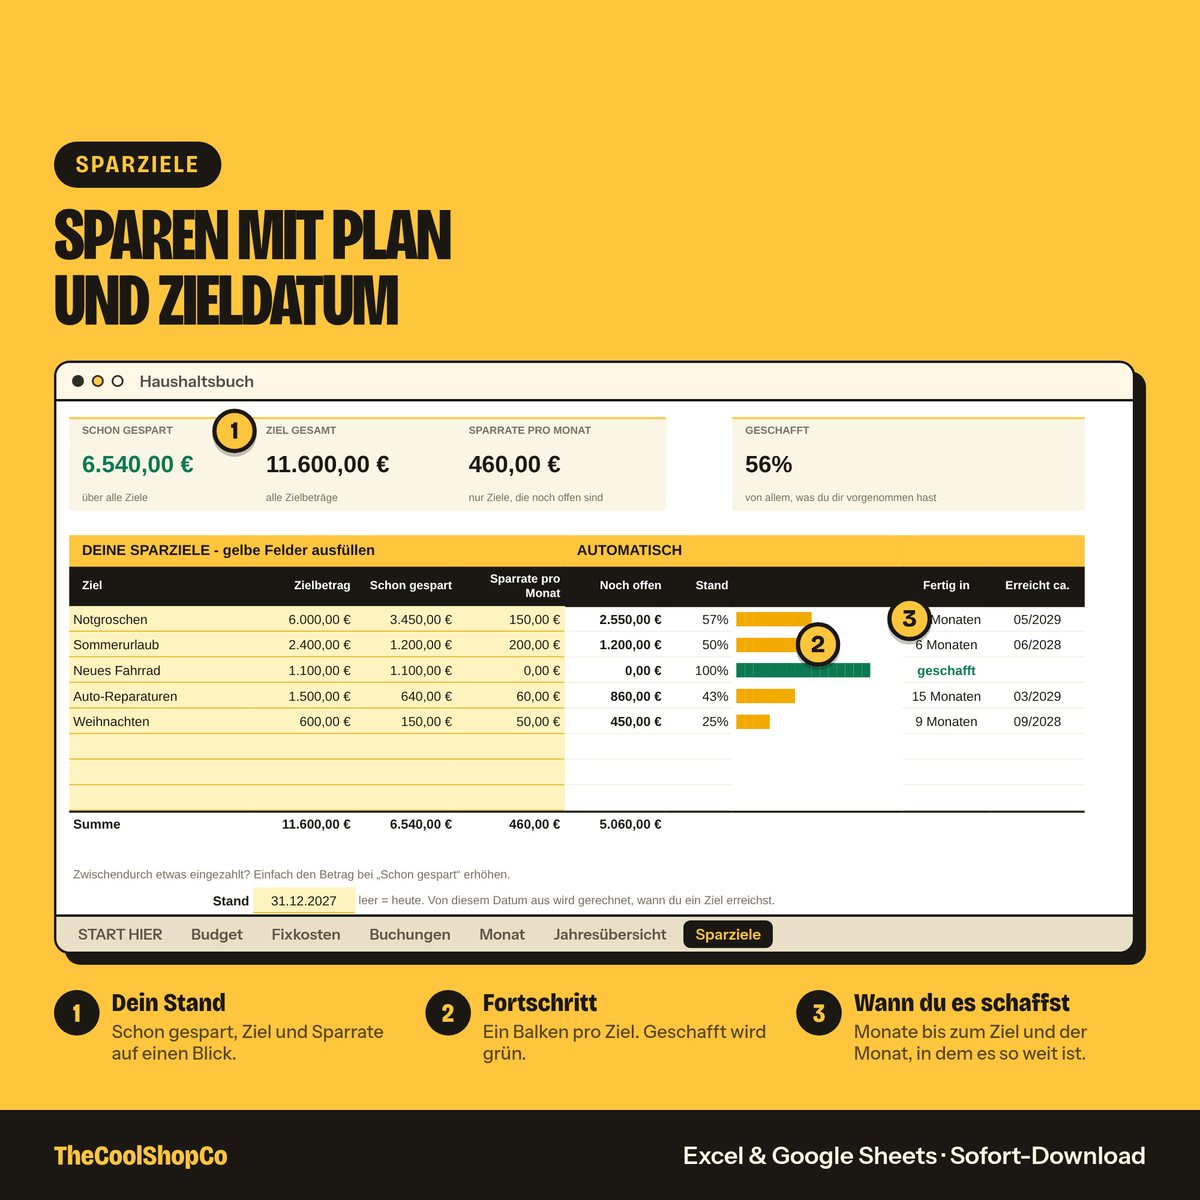 SPARZIELE
SPAREN MIT PLAN
UND ZIELDATUM
Haushaltsbuch
SCHON GESPART 1 ZIEL GESAMT SPARRATE PRO MONAT GESCHAFFT
6.540,00 € 11.600,00 € 460,00 € 56%
über alle Ziele alle Zielbeträge nur Ziele, die noch offen sind von allem, was du dir vorgenommen hast
DEINE SPARZIELE - gelbe Felder ausfüllen AUTOMATISCH
Ziel Zielbetrag Schon gespart Sparrate pro Monat Noch offen Stand Fertig in Erreicht ca.
Notgroschen 6.000,00 € 3.450,00 € 150,00 € 2.550,00 € 57% 3 Monaten 05/2029
Sommerurlaub 2.400,00 € 1.200,00 € 200,00 € 1.200,00 € 50% 2 6 Monaten 06/2028
Neues Fahrrad 1.100,00 € 1.100,00 € 0,00 € 0,00 € 100% geschafft
Auto-Reparaturen 1.500,00 € 640,00 € 60,00 € 860,00 € 43% 15 Monaten 03/2029
Weihnachten 600,00 € 150,00 € 50,00 € 450,00 € 25% 9 Monaten 09/2028
Summe 11.600,00 € 6.540,00 € 460,00 € 5.060,00 €
Zwischendurch etwas eingezahlt? Einfach den Betrag bei „Schon gespart“ erhöhen.
Stand 31.12.2027 leer = heute. Von diesem Datum aus wird gerechnet, wann du ein Ziel erreichst.
START HIER Budget Fixkosten Buchungen Monat Jahresübersicht Sparziele
1 Dein Stand
Schon gespart, Ziel und Sparrate
auf einen Blick.
2 Fortschritt
Ein Balken pro Ziel. Geschafft wird
grün.
3 Wann du es schaffst
Monate bis zum Ziel und der
Monat, in dem es so weit ist.
TheCoolShopCo
Excel & Google Sheets · Sofort-Download